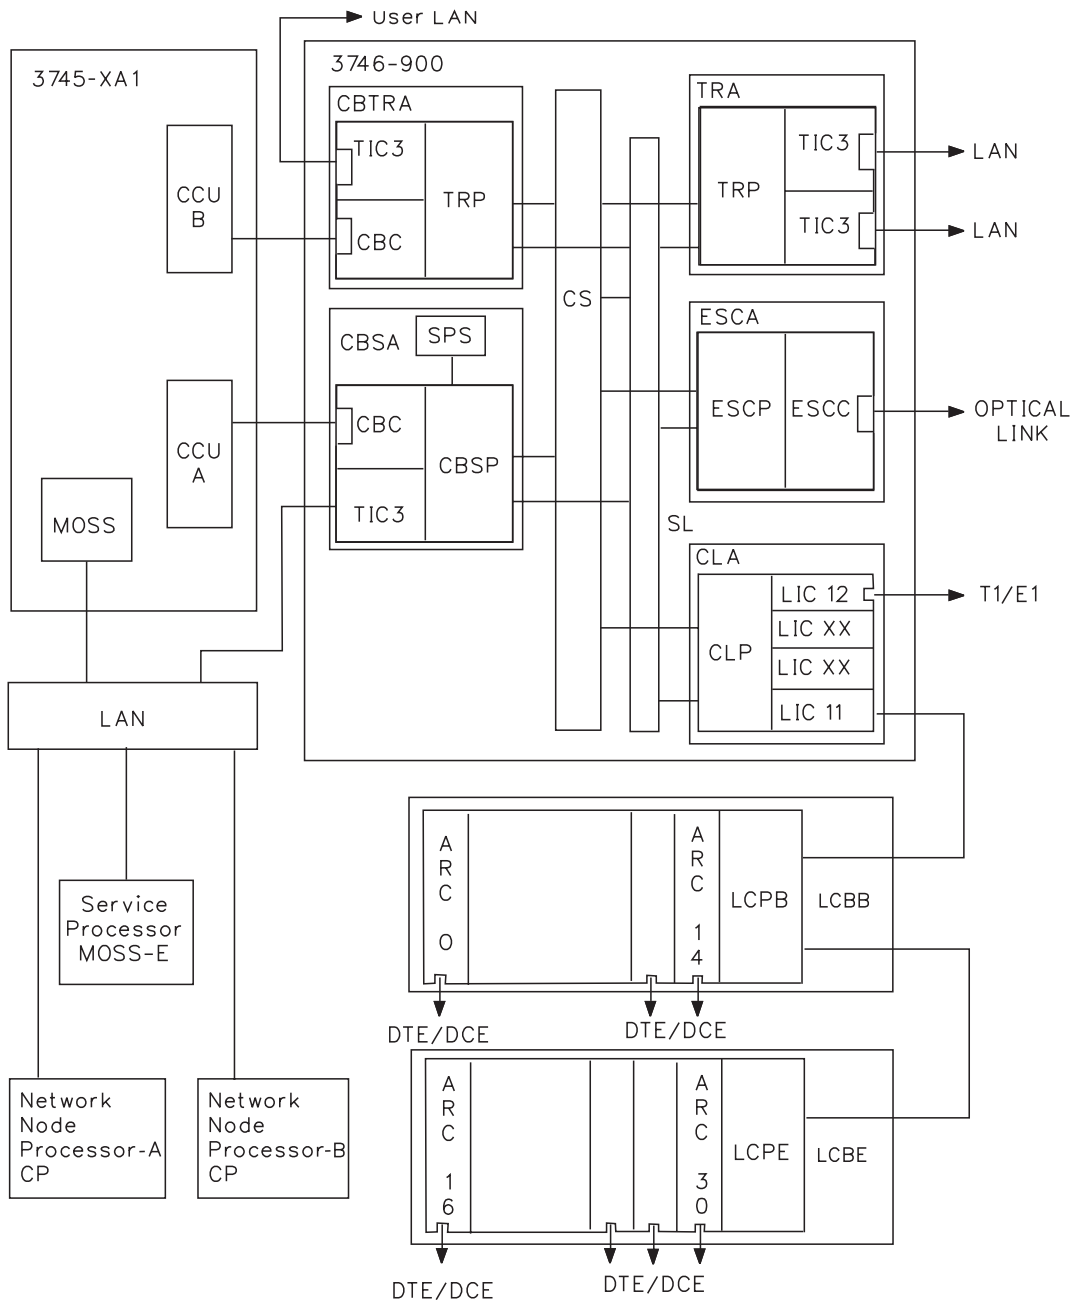 User LAN
3745-XA1
3746-900
CBTRA
TIC3
TRP
CBC
CCU
B
TRA
TRP
TIC3
TIC3
LAN
LAN
CS
CBSA
SPS
CBC
CBSP
TIC3
CCU
A
MOSS
ESCA
ESCP
ESCC
OPTICAL
LINK
SL
CLA
CLP
LIC 12
LIC XX
LIC XX
LIC 11
T1/E1
LAN
Service
Processor
MOSS-E
Network
Node
Processor-A
CP
Network
Node
Processor-B
CP
A
R
C
0
A
R
C
1
4
LCPB
LCBB
DTE/DCE
DTE/DCE
A
R
C
1
6
A
R
C
3
0
LCPE
LCBE
DTE/DCE
DTE/DCE